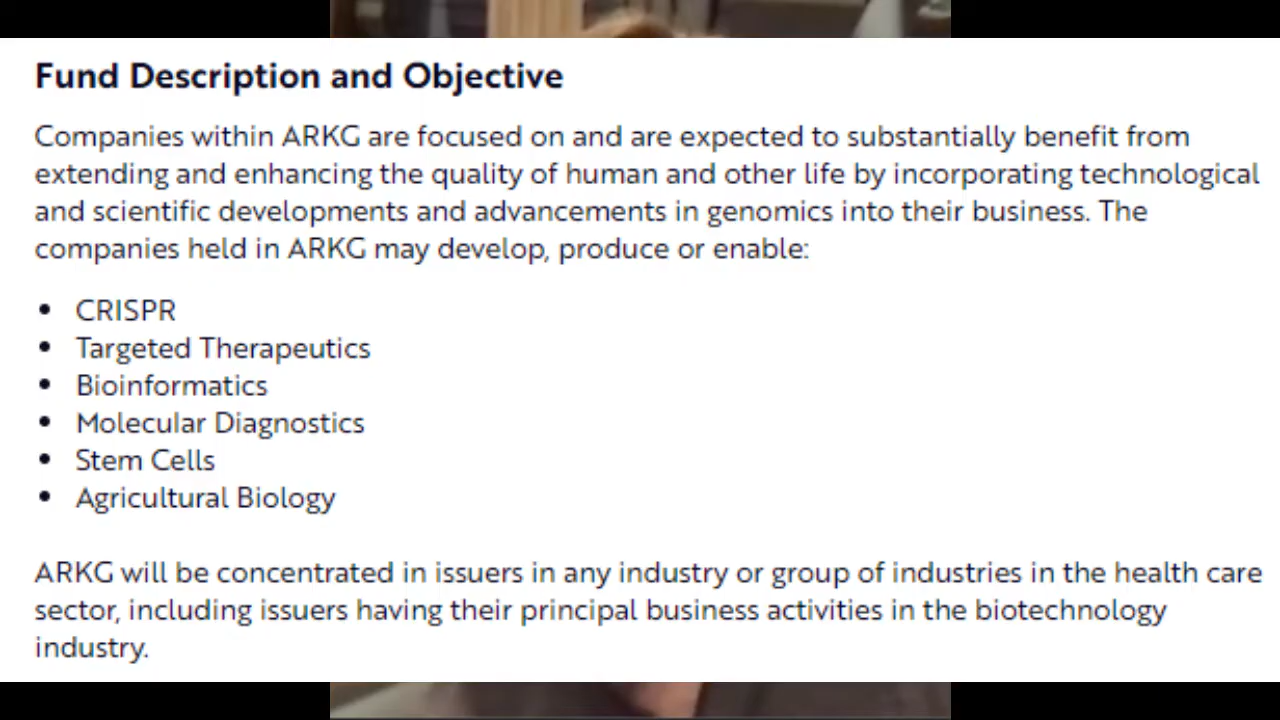 Fund Description and Objective
Companies within ARKG are focused on and are expected to substantially benefit from
extending and enhancing the quality of human and other life by incorporating technological
and scientific developments and advancements in genomics into their business. The
companies held in ARKG may develop, produce or enable:
• CRISPR
• Targeted Therapeutics
• Bioinformatics
• Molecular Diagnostics
• Stem Cells
• Agricultural Biology
ARKG will be concentrated in issuers in any industry or group of industries in the health care
sector, including issuers having their principal business activities in the biotechnology
industry.